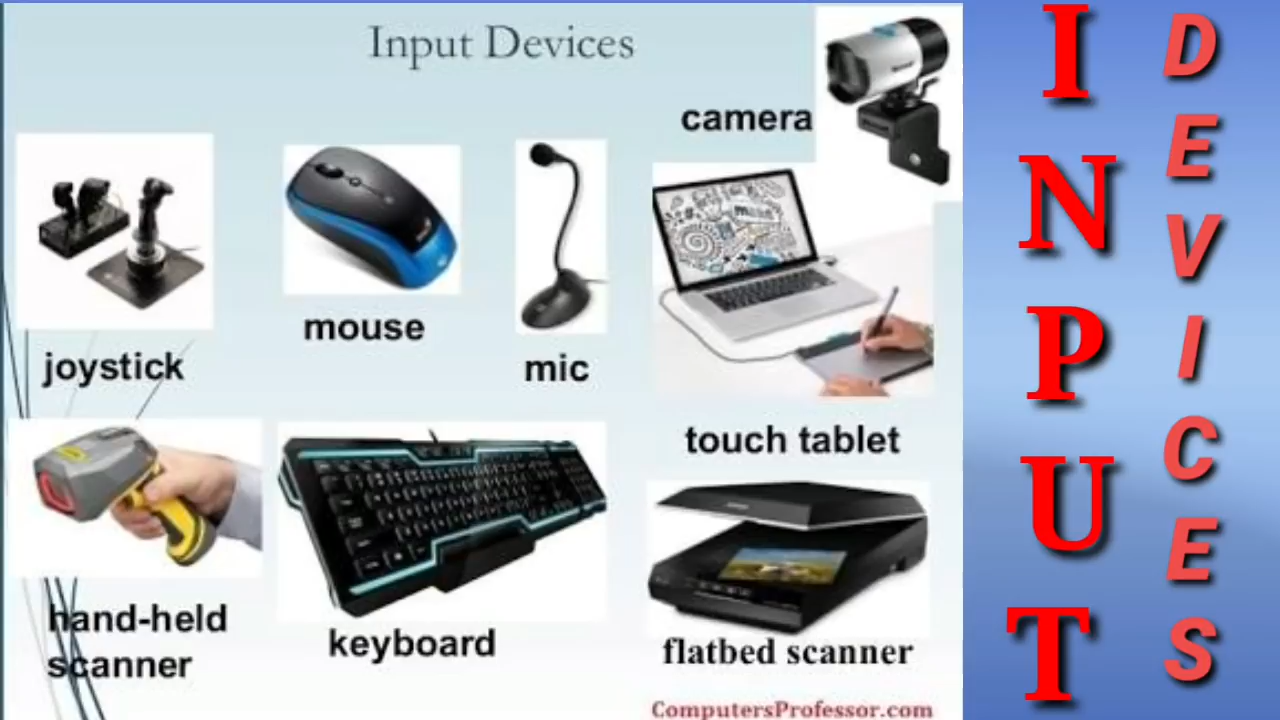 Input Devices
camera
joystick
mouse
mic
touch tablet
hand-held
scanner
keyboard
flatbed scanner
ComputersProfessor.com
INPUT
DEVICES